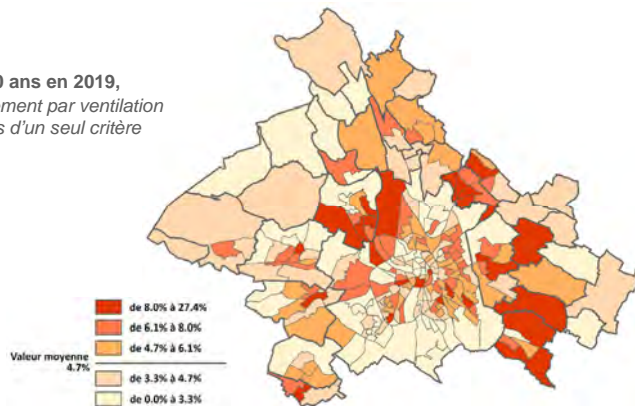 0 ans en 2019,
ement par ventilation
s d'un seul critère
de 8.0% à 27.4%
de 6.1% à 8.0%
de 4.7% à 6.1%
Valeur moyenne
4.7%
de 3.3% à 4.7%
de 0.0% à 3.3%